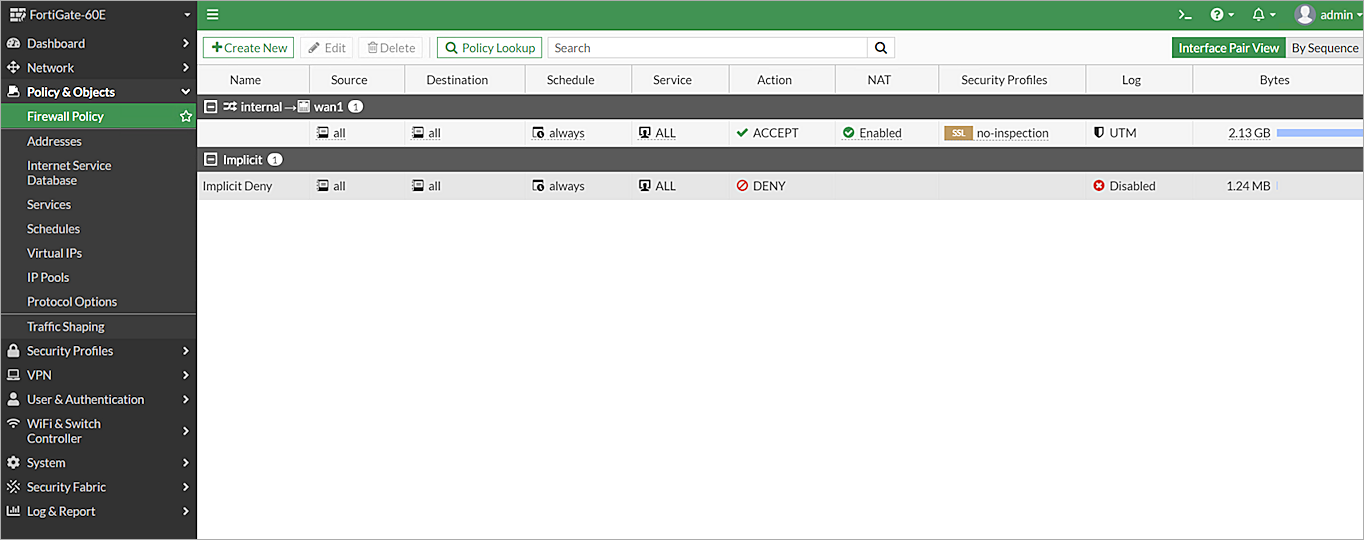 FortiGate-60E
admin
Dashboard
Network
Policy & Objects
Firewall Policy
Addresses
Internet Service
Database
Services
Schedules
Virtual IPs
IP Pools
Protocol Options
Traffic Shaping
Security Profiles
VPN
User & Authentication
WiFi & Switch
Controller
System
Security Fabric
Log & Report
+Create New Edit Delete Policy Lookup Search Interface Pair View By Sequence
Name Source Destination Schedule Service Action NAT Security Profiles Log Bytes
internal → wan1 1
all all always ALL ACCEPT Enabled SSL no-inspection UTM 2.13 GB
Implicit 1
Implicit Deny all all always ALL DENY Disabled 1.24 MB